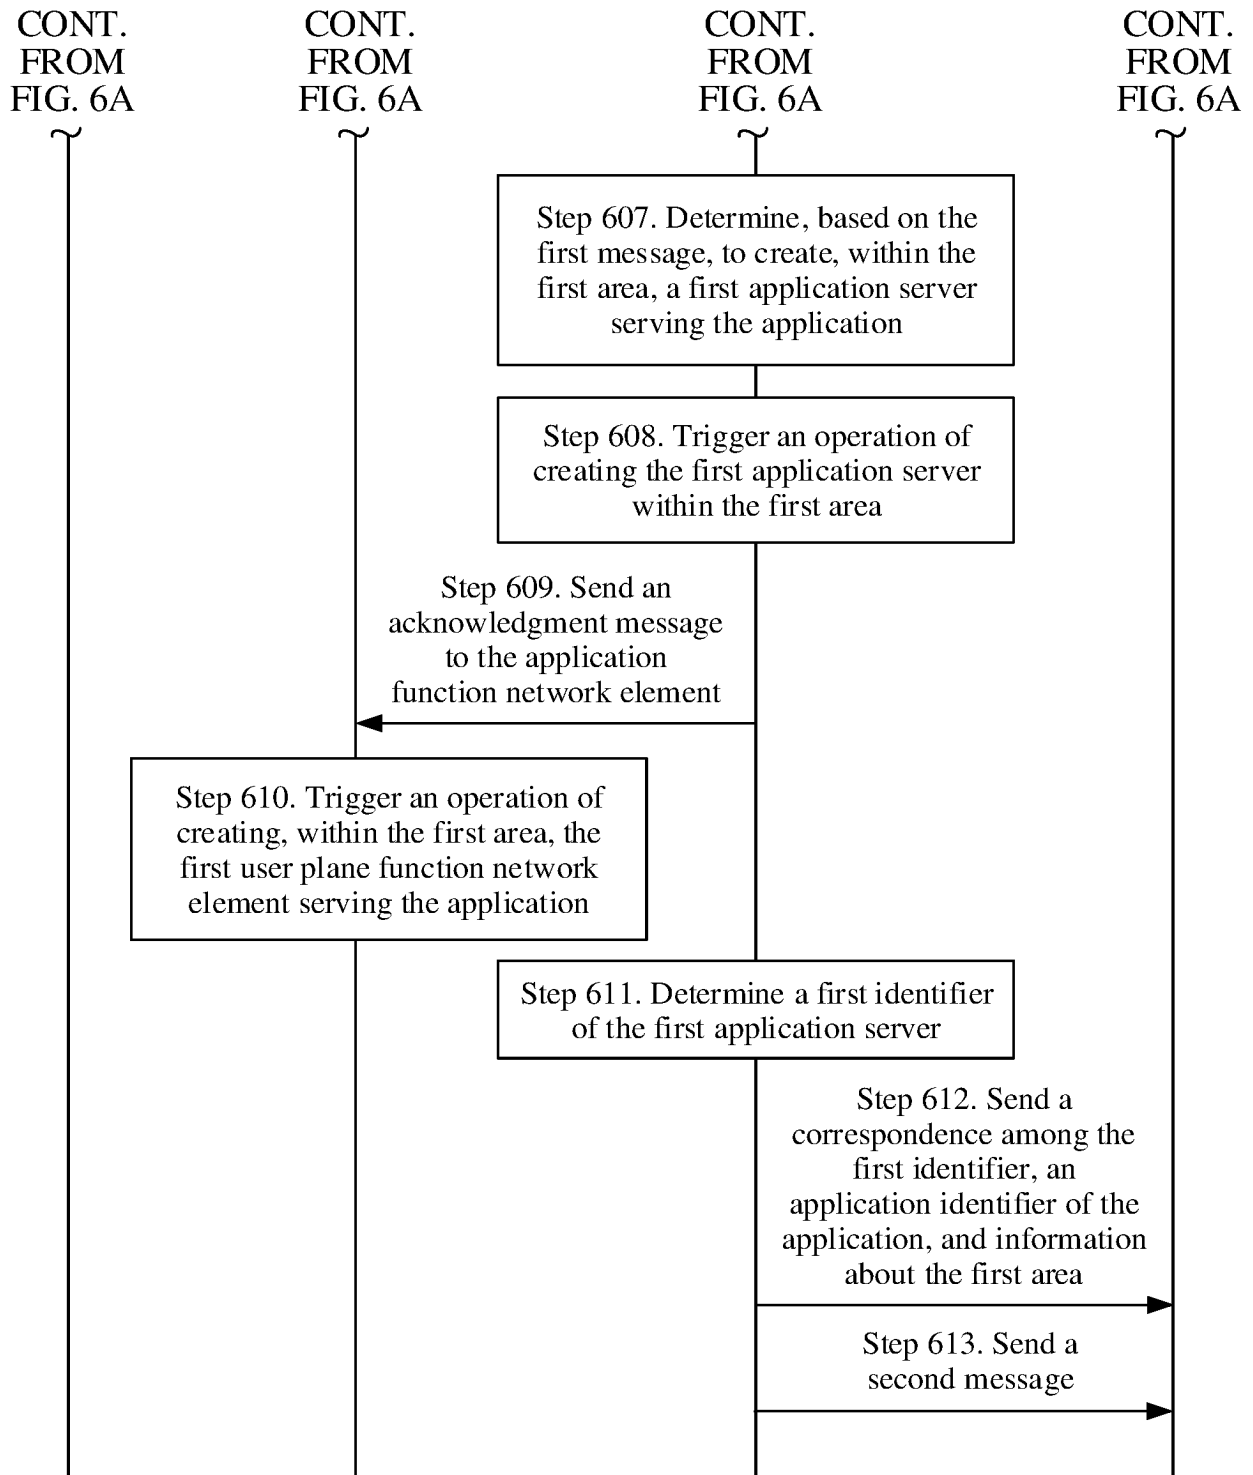 CONT.
FROM
FIG. 6A
CONT.
FROM
FIG. 6A
CONT.
FROM
FIG. 6A
CONT.
FROM
FIG. 6A
Step 607. Determine, based on the
first message, to create, within the
first area, a first application server
serving the application
Step 608. Trigger an operation of
creating the first application server
within the first area
Step 609. Send an
acknowledgment message
to the application
function network element
Step 610. Trigger an operation of
creating, within the first area, the
first user plane function network
element serving the application
Step 611. Determine a first identifier
of the first application server
Step 612. Send a
correspondence among the
first identifier, an
application identifier of the
application, and information
about the first area
Step 613. Send a
second message